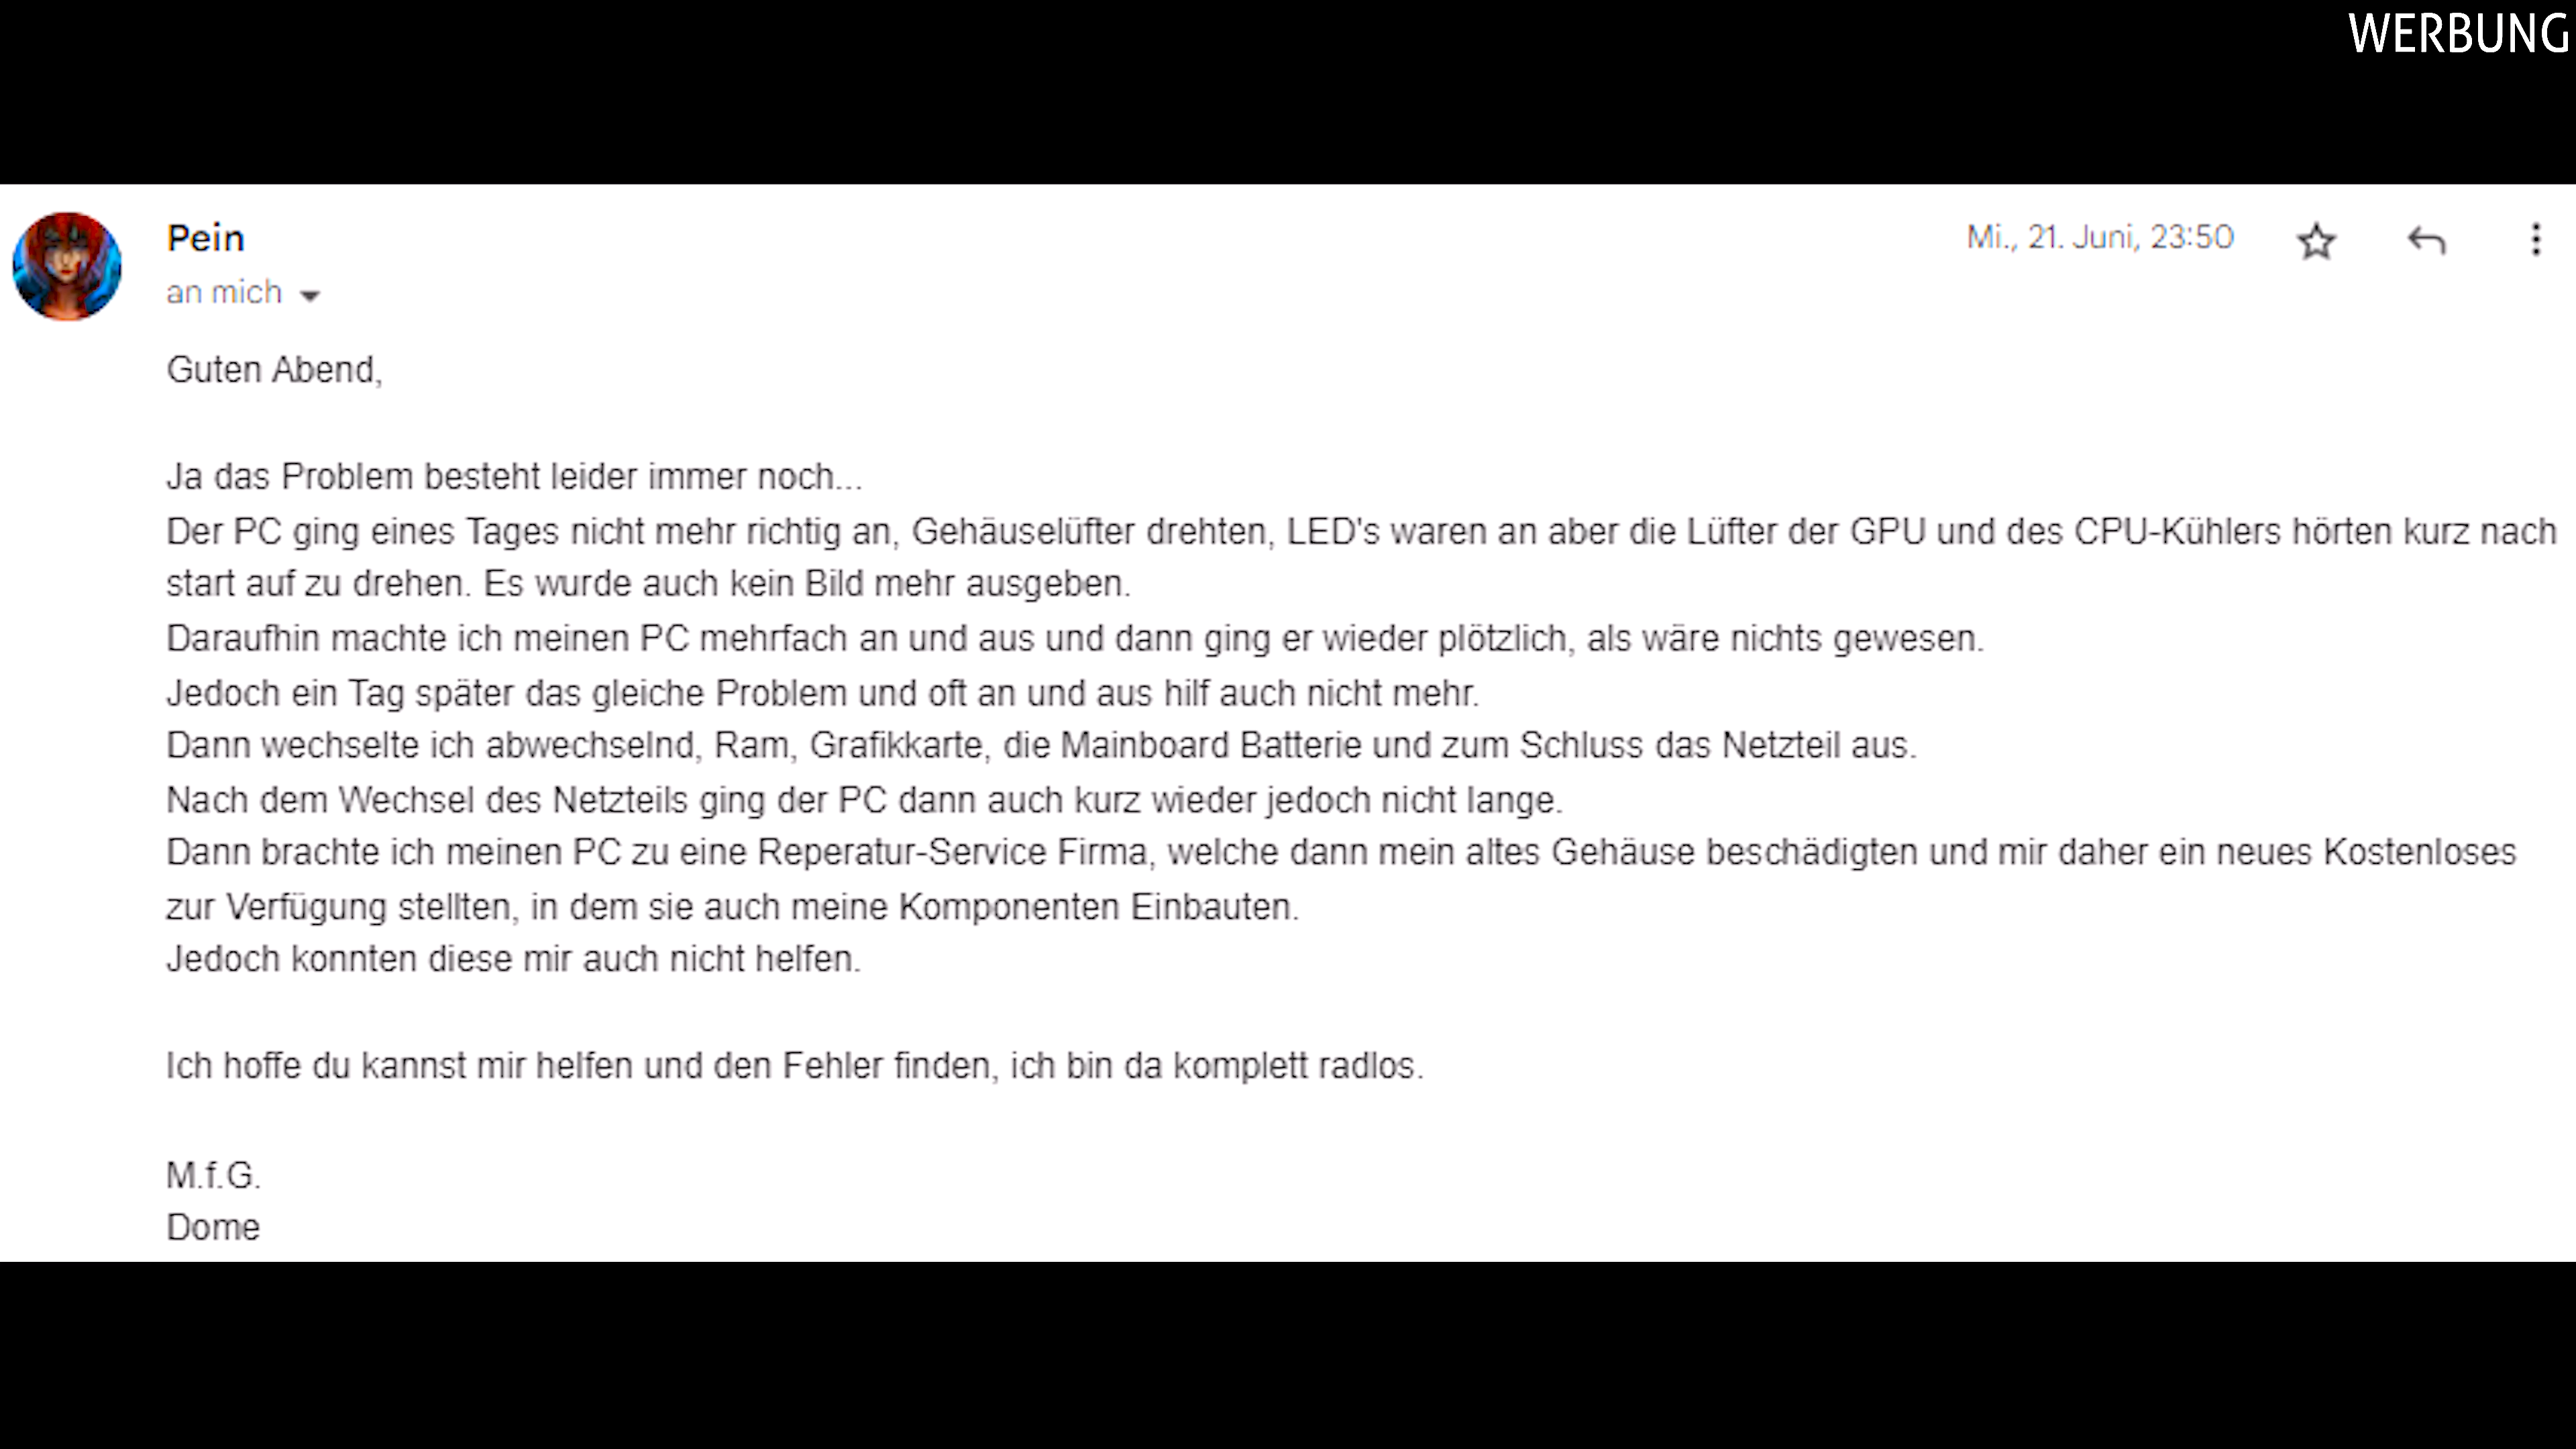 WERBUNG
Pein
Mi., 21. Juni, 23:50
an mich
Guten Abend,
Ja das Problem besteht leider immer noch...
Der PC ging eines Tages nicht mehr richtig an, Gehäuselüfter drehten, LED's waren an aber die Lüfter der GPU und des CPU-Kühlers hörten kurz nach
start auf zu drehen. Es wurde auch kein Bild mehr ausgeben.
Daraufhin machte ich meinen PC mehrfach an und aus und dann ging er wieder plötzlich, als wäre nichts gewesen.
Jedoch ein Tag später das gleiche Problem und oft an und aus hilf auch nicht mehr.
Dann wechselte ich abwechselnd, Ram, Grafikkarte, die Mainboard Batterie und zum Schluss das Netzteil aus.
Nach dem Wechsel des Netzteils ging der PC dann auch kurz wieder jedoch nicht lange.
Dann brachte ich meinen PC zu eine Reperatur-Service Firma, welche dann mein altes Gehäuse beschädigten und mir daher ein neues Kostenloses
zur Verfügung stellten, in dem sie auch meine Komponenten Einbauten.
Jedoch konnten diese mir auch nicht helfen.
Ich hoffe du kannst mir helfen und den Fehler finden, ich bin da komplett radlos.
M.f.G.
Dome